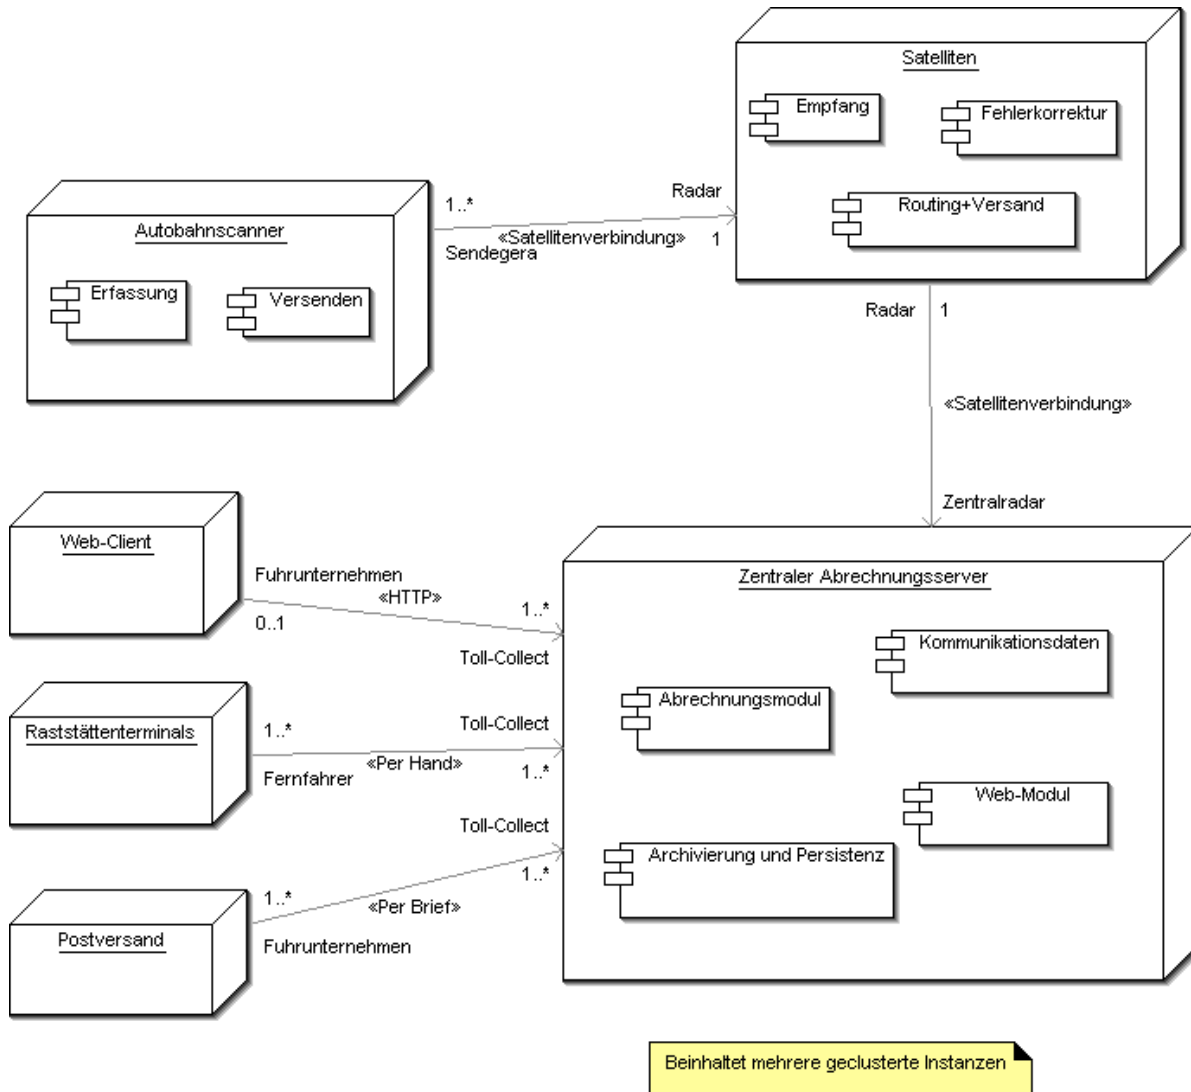 Satelliten
Empfang
Fehlerkorrektur
Routing+Versand
Autobahnscanner
Erfassung
Versenden
1..*
Radar
«Satellitenverbindung»
1
Sendegera
Radar
1
«Satellitenverbindung»
Zentralradar
Web-Client
Fuhrunternehmen
«HTTP»
1..*
0..1
Toll-Collect
Raststättenterminals
1..*
Toll-Collect
«Per Hand»
1..*
Fernfahrer
Postversand
1..*
Toll-Collect
1..*
«Per Brief»
Fuhrunternehmen
Zentraler Abrechnungsserver
Kommunikationsdaten
Abrechnungsmodul
Web-Modul
Archivierung und Persistenz
Beinhaltet mehrere geclusterte Instanzen